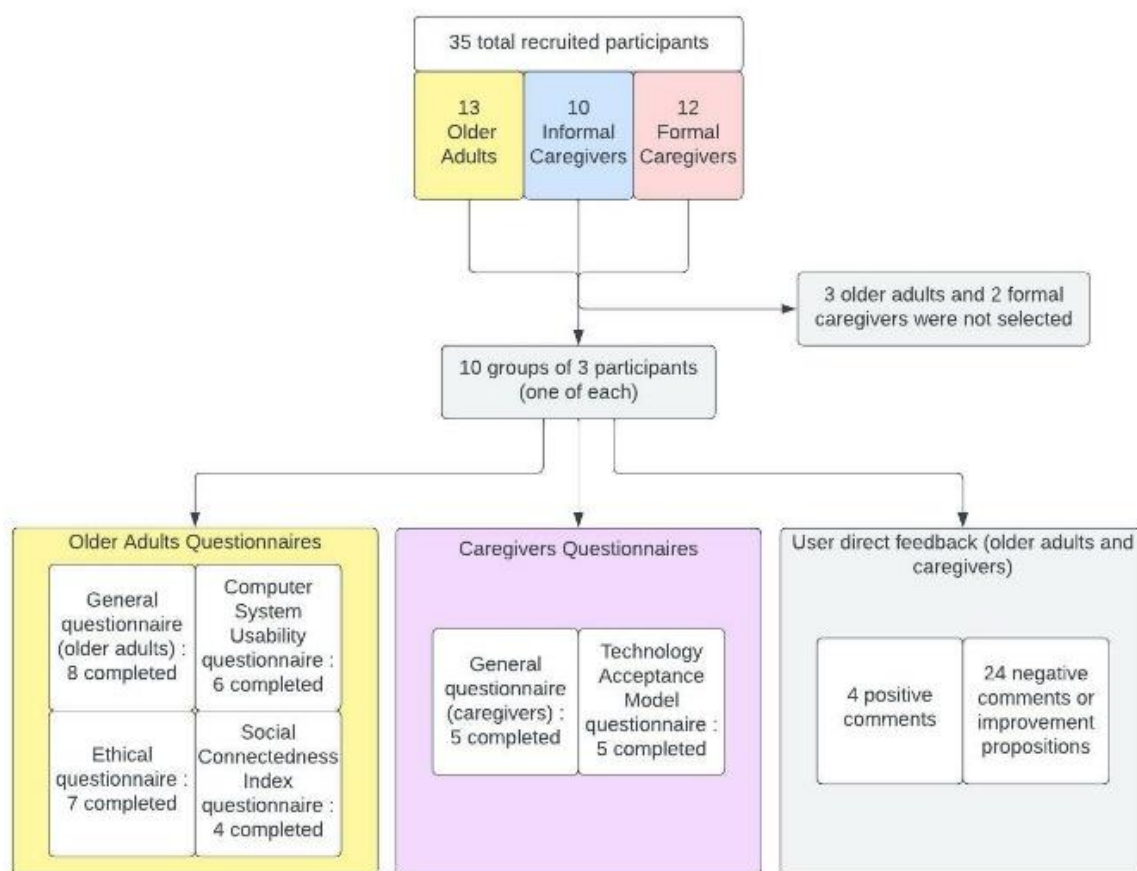 35 total recruited participants
13
Older
Adults
10
Informal
Caregivers
12
Formal
Caregivers
3 older adults and 2 formal
caregivers were not selected
10 groups of 3 participants
(one of each)
Older Adults Questionnaires
General
questionnaire
(older adults) :
8 completed
Computer
System
Usability
questionnaire :
6 completed
Ethical
questionnaire :
7 completed
Social
Connectedness
Index
questionnaire :
4 completed
Caregivers Questionnaires
General
questionnaire
(caregivers) :
5 completed
Technology
Acceptance
Model
questionnaire :
5 completed
User direct feedback (older adults and
caregivers)
4 positive
comments
24 negative
comments or
improvement
propositions